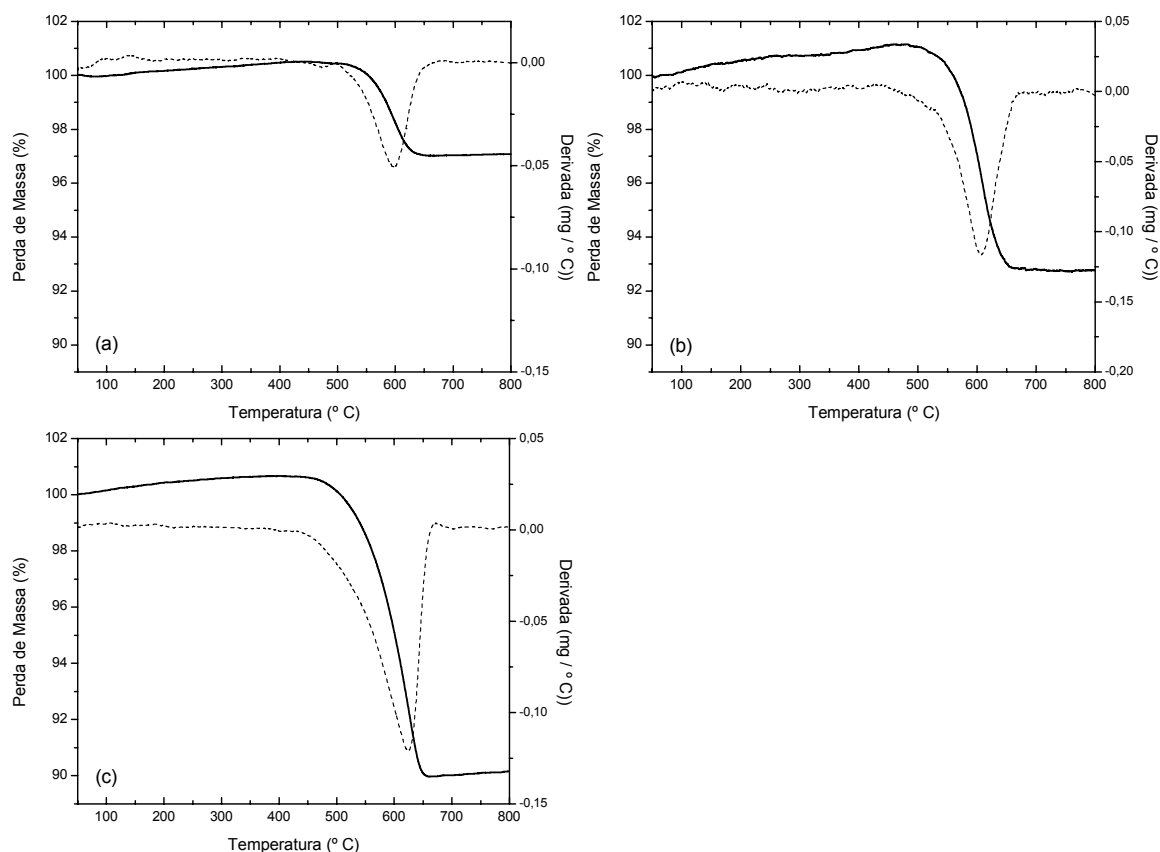 102
100
98
96
94
92
90
Perda de Massa (%)
0,00
-0,05
-0,10
-0,15
Derivada (mg / º C))
(a)
100 200 300 400 500 600 700 800
Temperatura (º C)
102
100
98
96
94
92
90
Perda de Massa (%)
0,05
0,00
-0,05
-0,10
-0,15
-0,20
Derivada (mg / º C))
(b)
100 200 300 400 500 600 700 800
Temperatura (º C)
102
100
98
96
94
92
90
Perda de Massa (%)
0,05
0,00
-0,05
-0,10
-0,15
Derivada (mg / º C))
(c)
100 200 300 400 500 600 700 800
Temperatura (º C)